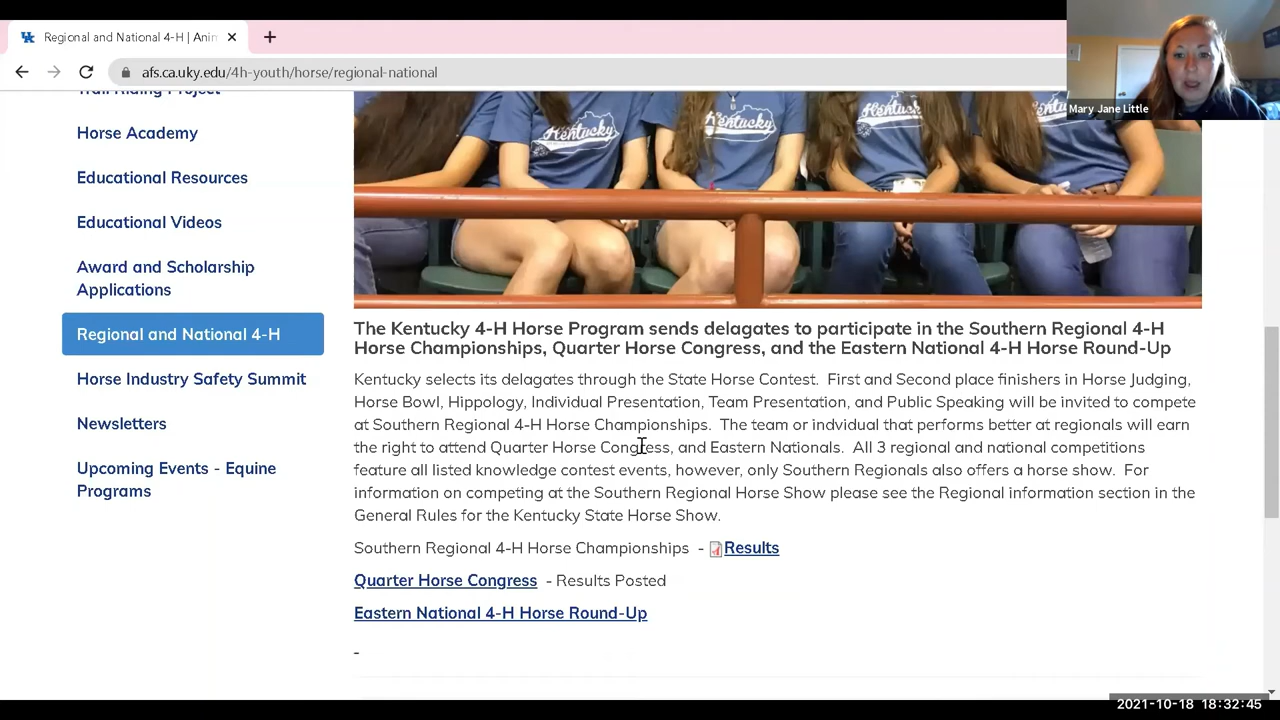 Regional and National 4-H | Anin
afs.ca.uky.edu/4h-youth/horse/regional-national
Mary Jane Little
Trail Riding Project
Horse Academy
Educational Resources
Educational Videos
Award and Scholarship
Applications
Regional and National 4-H
Horse Industry Safety Summit
Newsletters
Upcoming Events - Equine
Programs
Kentucky
Kentucky
Kentucky
The Kentucky 4-H Horse Program sends delagates to participate in the Southern Regional 4-H
Horse Championships, Quarter Horse Congress, and the Eastern National 4-H Horse Round-Up
Kentucky selects its delagates through the State Horse Contest.  First and Second place finishers in Horse Judging,
Horse Bowl, Hippology, Individual Presentation, Team Presentation, and Public Speaking will be invited to compete
at Southern Regional 4-H Horse Championships.  The team or indvidual that performs better at regionals will earn
the right to attend Quarter Horse Congress, and Eastern Nationals.  All 3 regional and national competitions
feature all listed knowledge contest events, however, only Southern Regionals also offers a horse show.  For
information on competing at the Southern Regional Horse Show please see the Regional information section in the
General Rules for the Kentucky State Horse Show.
Southern Regional 4-H Horse Championships  - Results
Quarter Horse Congress  - Results Posted
Eastern National 4-H Horse Round-Up
-
2021-10-18 18:32:45